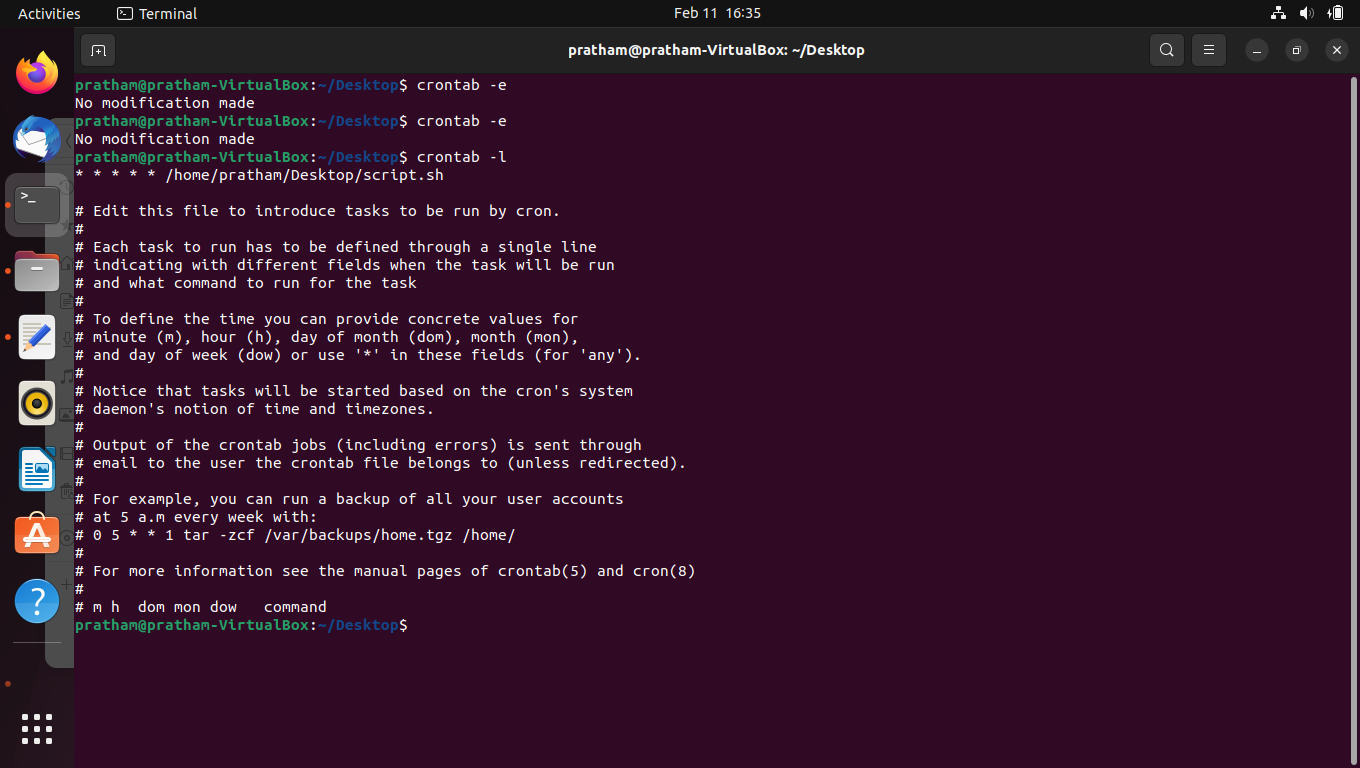 Activities
Terminal
Feb 11 16:35
pratham@pratham-VirtualBox: ~/Desktop
pratham@pratham-VirtualBox:~/Desktop$ crontab -e
No modification made
pratham@pratham-VirtualBox:~/Desktop$ crontab -e
No modification made
pratham@pratham-VirtualBox:~/Desktop$ crontab -l
* * * * * /home/pratham/Desktop/script.sh
# Edit this file to introduce tasks to be run by cron.
#
# Each task to run has to be defined through a single line
# indicating with different fields when the task will be run
# and what command to run for the task
#
# To define the time you can provide concrete values for
# minute (m), hour (h), day of month (dom), month (mon),
# and day of week (dow) or use '*' in these fields (for 'any').
#
# Notice that tasks will be started based on the cron's system
# daemon's notion of time and timezones.
#
# Output of the crontab jobs (including errors) is sent through
# email to the user the crontab file belongs to (unless redirected).
#
# For example, you can run a backup of all your user accounts
# at 5 a.m every week with:
# 0 5 * * 1 tar -zcf /var/backups/home.tgz /home/
#
# For more information see the manual pages of crontab(5) and cron(8)
#
# m h  dom mon dow   command
pratham@pratham-VirtualBox:~/Desktop$